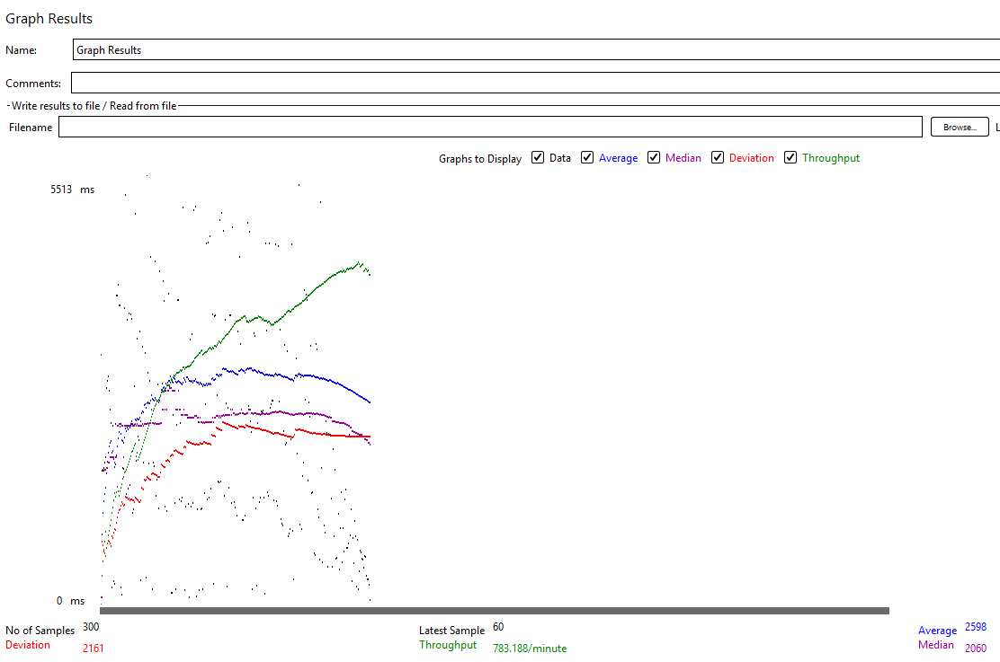 Graph Results
Name: Graph Results
Comments:
Write results to file / Read from file
Filename Browse... L
Graphs to Display Data Average Median Deviation Throughput
5513 ms
0 ms
No of Samples 300 Latest Sample 60 Average 2598
Deviation 2161 Throughput 783.188/minute Median 2060